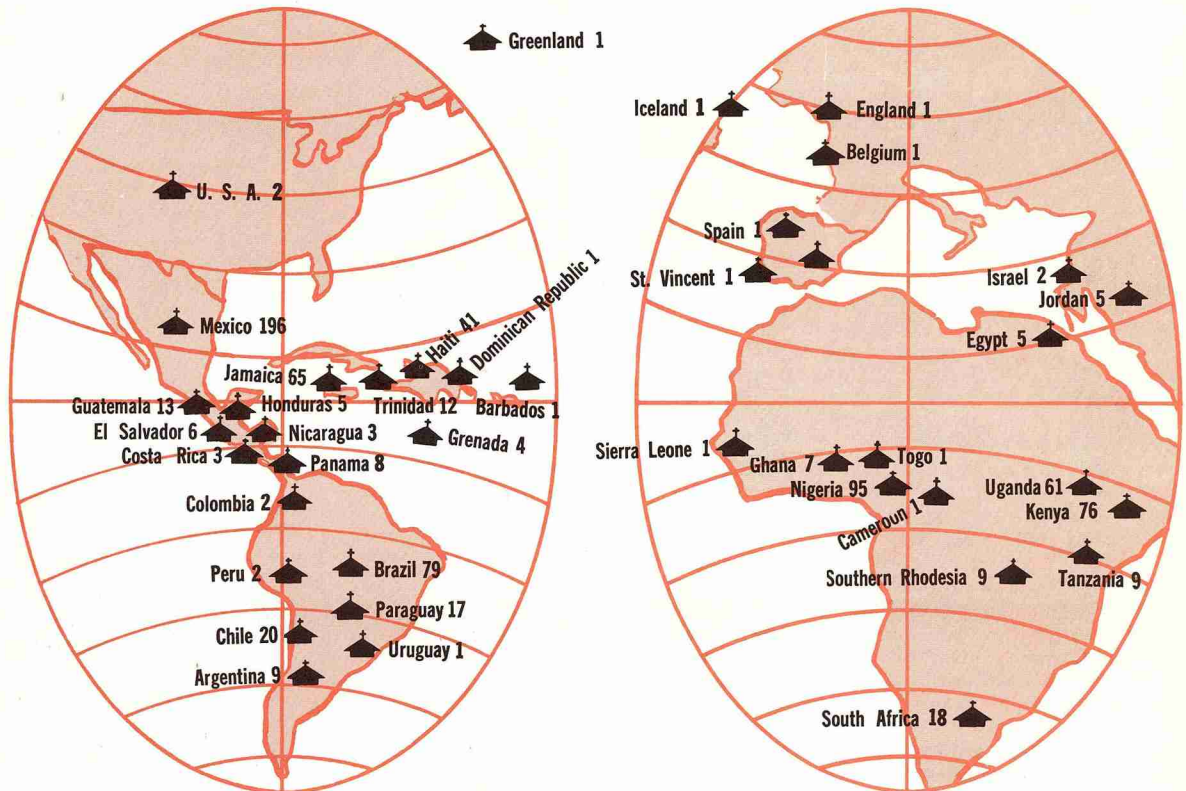 Greenland 1
U. S. A. 2
Mexico 196
Jamaica 65
Haiti 41
Dominican Republic 1
Guatemala 13
Honduras 5
Trinidad 12
Barbados 1
El Salvador 6
Nicaragua 3
Grenada 4
Costa Rica 3
Panama 8
Colombia 2
Peru 2
Brazil 79
Paraguay 17
Chile 20
Uruguay 1
Argentina 9
Iceland 1
England 1
Belgium 1
Spain 1
St. Vincent 1
Israel 2
Jordan 5
Egypt 5
Sierra Leone 1
Ghana 7
Togo 1
Nigeria 95
Cameroun 1
Uganda 61
Kenya 76
Southern Rhodesia 9
Tanzania 9
South Africa 18